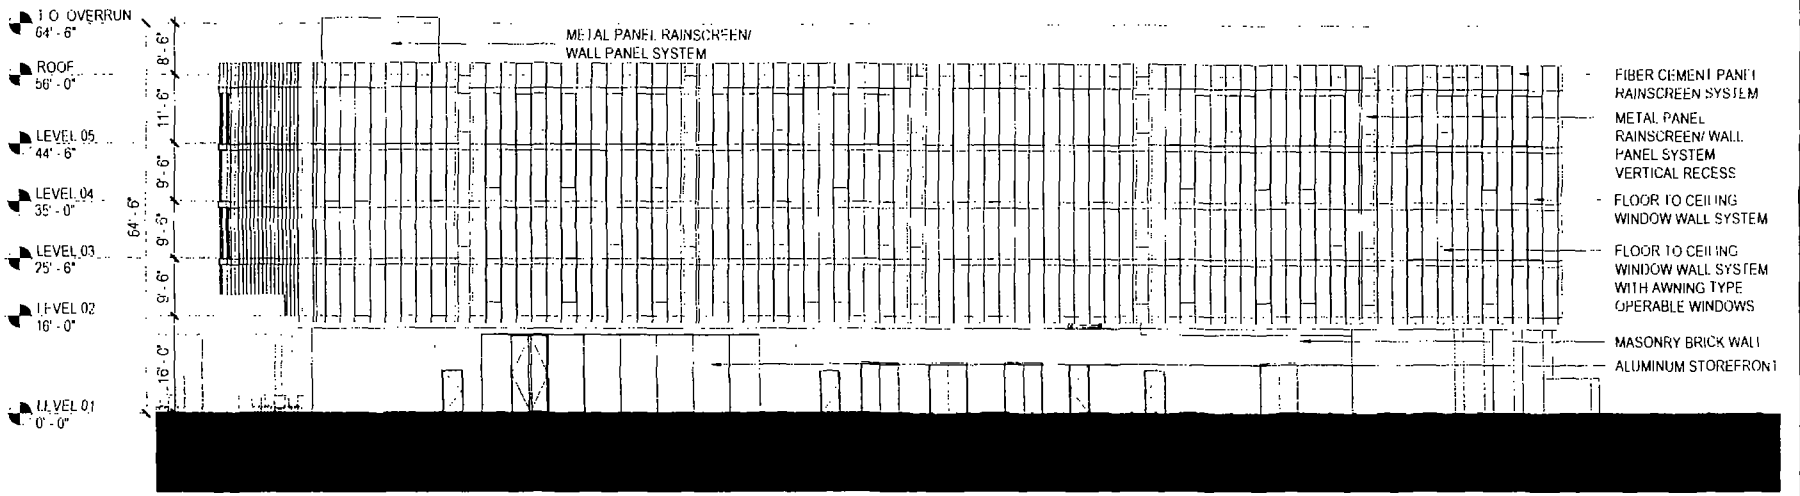 T.O. OVERRUN
64' - 6"
ROOF
56' - 0"
LEVEL 05
44' - 6"
LEVEL 04
35' - 0"
LEVEL 03
25' - 6"
LEVEL 02
16' - 0"
LEVEL 01
0' - 0"
64' - 6"
8' - 6"
11' - 6"
9' - 6"
9' - 6"
9' - 6"
16' - 0"
METAL PANEL RAINSCREEN/
WALL PANEL SYSTEM
FIBER CEMENT PANEL
RAINSCREEN SYSTEM
METAL PANEL
RAINSCREEN/ WALL
PANEL SYSTEM
VERTICAL RECESS
FLOOR TO CEILING
WINDOW WALL SYSTEM
FLOOR TO CEILING
WINDOW WALL SYSTEM
WITH AWNING TYPE
OPERABLE WINDOWS
MASONRY BRICK WALL
ALUMINUM STOREFRONT